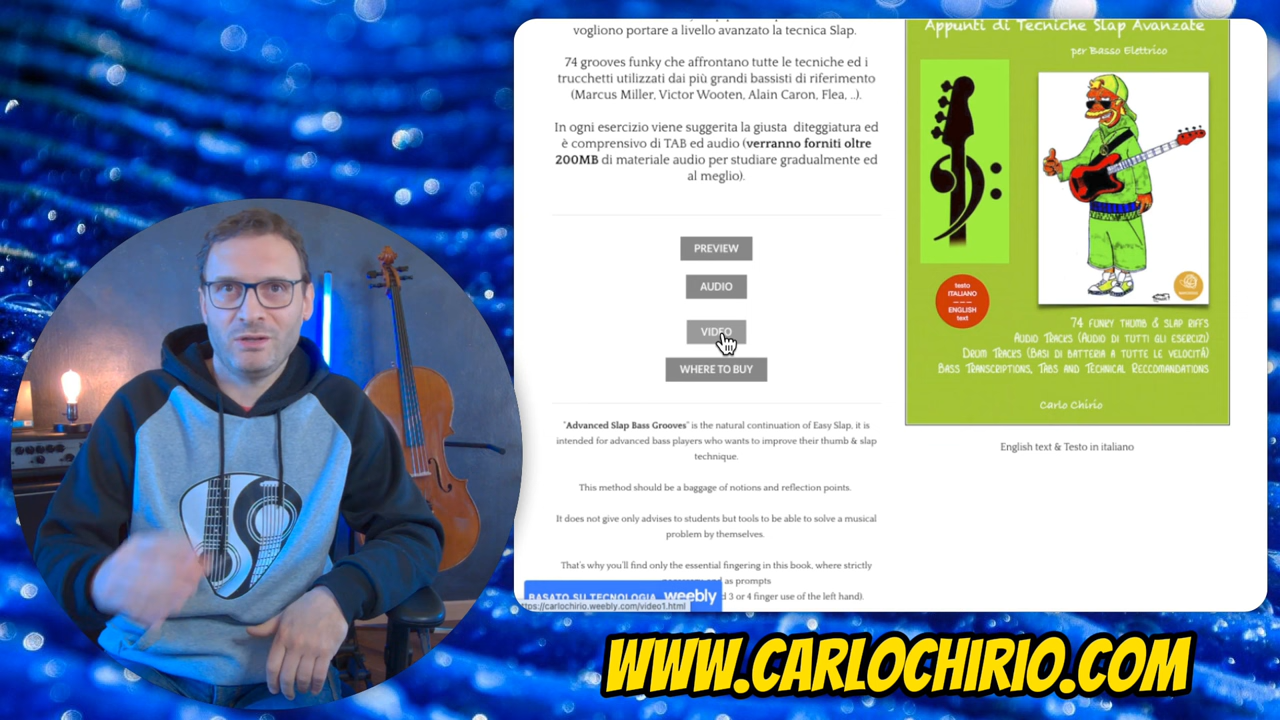 vogliono portare a livello avanzato la tecnica Slap.
74 grooves funky che affrontano tutte le tecniche ed i
trucchetti utilizzati dai più grandi bassisti di riferimento
(Marcus Miller, Victor Wooten, Alain Caron, Flea, ..).
In ogni esercizio viene suggerita la giusta diteggiatura ed
è comprensivo di TAB ed audio (verranno forniti oltre
200MB di materiale audio per studiare gradualmente ed
al meglio).
PREVIEW
AUDIO
VIDEO
WHERE TO BUY
"Advanced Slap Bass Grooves" is the natural continuation of Easy Slap, it is
intended for advanced bass players who wants to improve their thumb & slap
technique.
This method should be a baggage of notions and reflection points.
It does not give only advises to students but tools to be able to solve a musical
problem by themselves.
That's why you'll find only the essential fingering in this book, where strictly
as prompts
3 or 4 finger use of the left hand).
BASATO SU TECNOLOGIA weebly
https://carlochirio.weebly.com/video1.html
Appunti di Tecniche Slap Avanzate
per Basso Elettrico
testo
ITALIANO
ENGLISH
text
74 funky thumb & slap riffs
Audio Tracks (Audio di tutti gli esercizi)
Drum Tracks (Basi di batteria a tutte le velocità)
Bass Transcriptions, Tabs and Technical Reccomandations
Carlo Chirio
English text & Testo in italiano
WWW.CARLOCHIRIO.COM